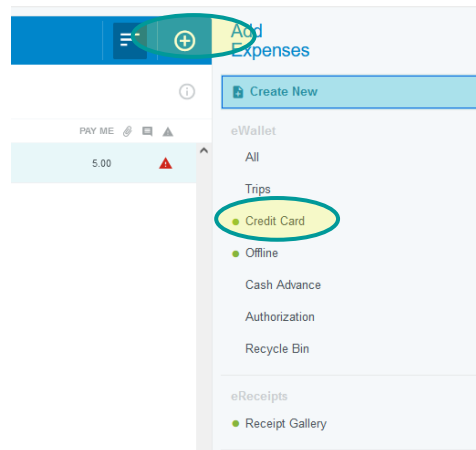 Add
Expenses
Create New
PAY ME
eWallet
5.00
All
Trips
Credit Card
Offline
Cash Advance
Authorization
Recycle Bin
eReceipts
Receipt Gallery